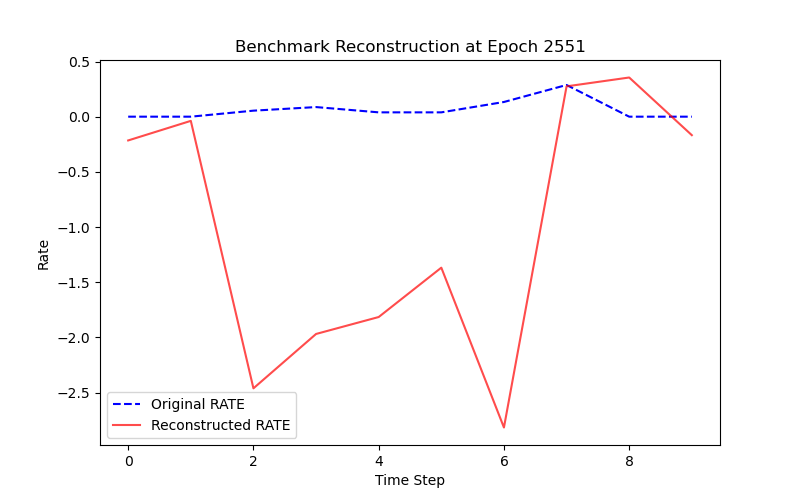 Benchmark Reconstruction at Epoch 2551
0.5
0.0
−0.5
−1.0
−1.5
−2.0
−2.5
Rate
Original RATE
Reconstructed RATE
0 2 4 6 8
Time Step